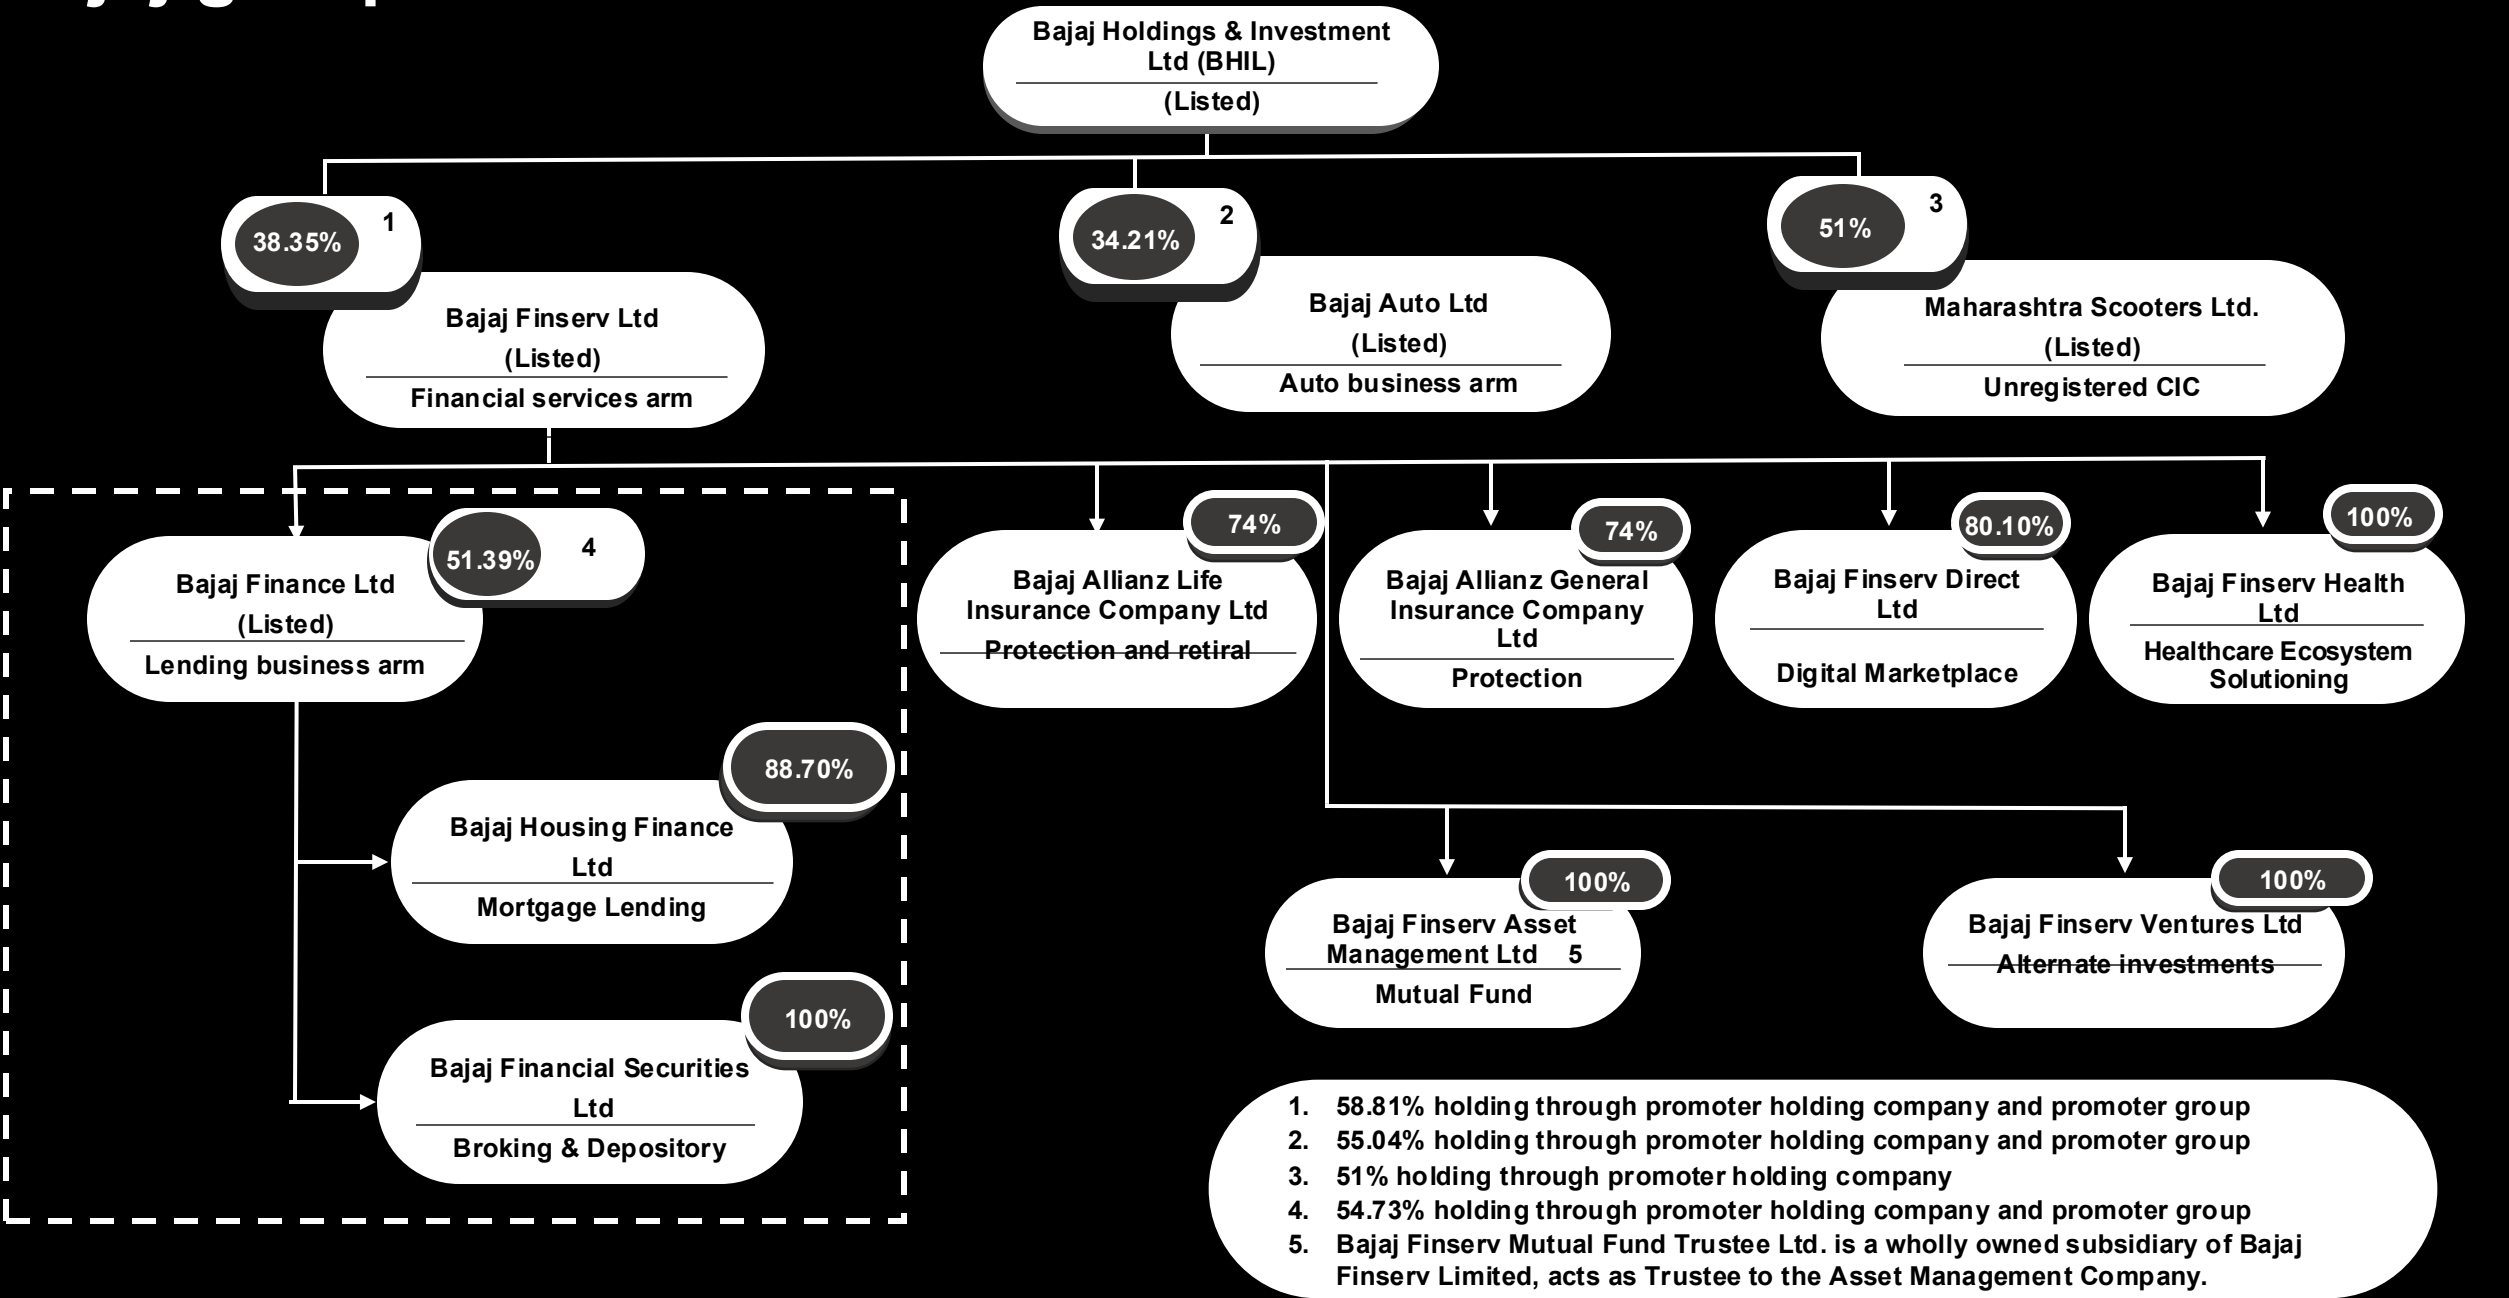 Bajaj Holdings & Investment
Ltd (BHIL)
(Listed)
38.35%
1
34.21%
2
51%
3
Bajaj Finserv Ltd
(Listed)
Financial services arm
Bajaj Auto Ltd
(Listed)
Auto business arm
Maharashtra Scooters Ltd.
(Listed)
Unregistered CIC
51.39%
4
Bajaj Finance Ltd
(Listed)
Lending business arm
74%
Bajaj Allianz Life
Insurance Company Ltd
Protection and retiral
74%
Bajaj Allianz General
Insurance Company
Ltd
Protection
80.10%
Bajaj Finserv Direct
Ltd
Digital Marketplace
100%
Bajaj Finserv Health
Ltd
Healthcare Ecosystem
Solutioning
88.70%
Bajaj Housing Finance
Ltd
Mortgage Lending
100%
Bajaj Financial Securities
Ltd
Broking & Depository
100%
Bajaj Finserv Asset
Management Ltd 5
Mutual Fund
100%
Bajaj Finserv Ventures Ltd
Alternate investments
1. 58.81% holding through promoter holding company and promoter group
2. 55.04% holding through promoter holding company and promoter group
3. 51% holding through promoter holding company
4. 54.73% holding through promoter holding company and promoter group
5. Bajaj Finserv Mutual Fund Trustee Ltd. is a wholly owned subsidiary of Bajaj
Finserv Limited, acts as Trustee to the Asset Management Company.